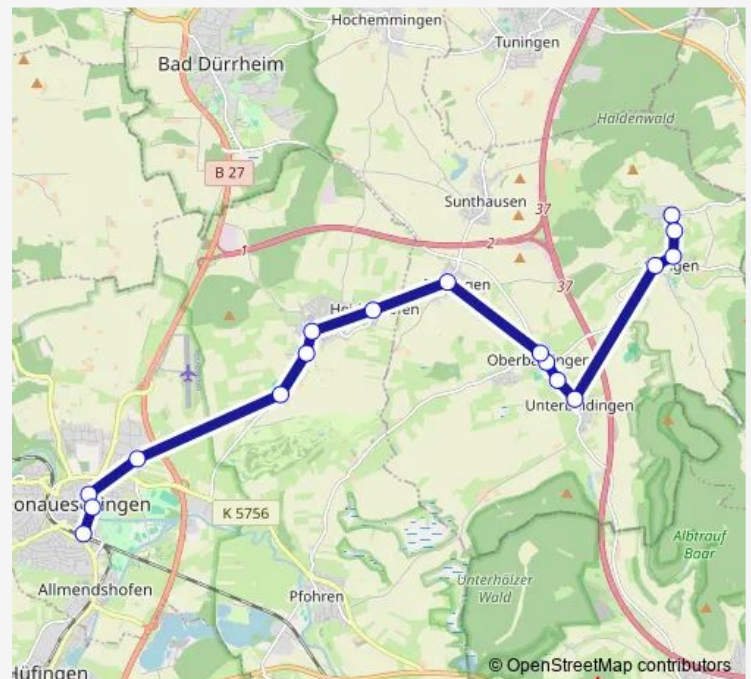 Hochemmingen
Tuningen
Bad Dürrheim
Haldenwald
B 27
Sunthausen
37
1
2
37
Unterbaldingen
K 5756
Albtrauf
Baar
Unterhölzer
Wald
Allmendshofen
Pfohren
Hüfingen
© OpenStreetMap contributors